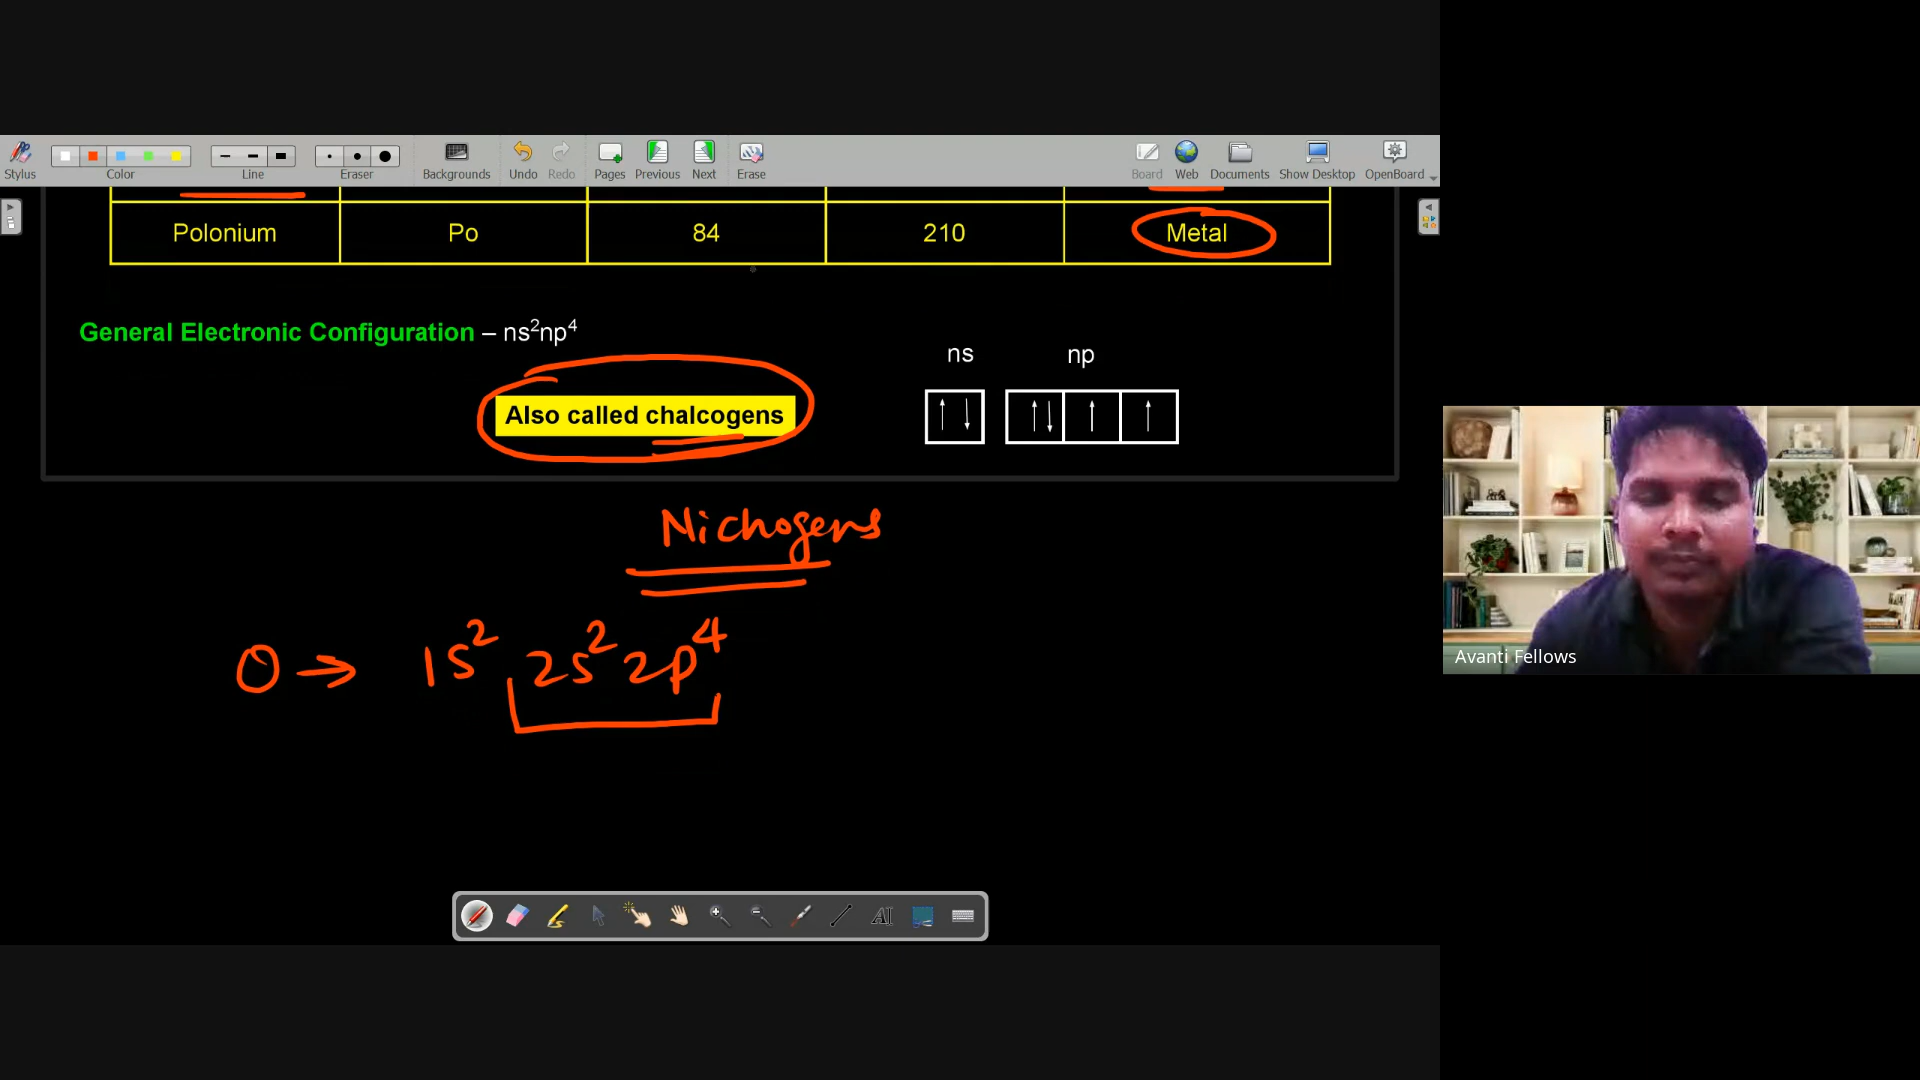 Stylus Color Line Eraser Backgrounds Undo Redo Pages Previous Next Erase Board Web Documents Show Desktop OpenBoard
Polonium Po 84 210 Metal
General Electronic Configuration – ns²np⁴
ns np
Also called chalcogens
Nichogens
O → 1s² 2s² 2p⁴
Avanti Fellows